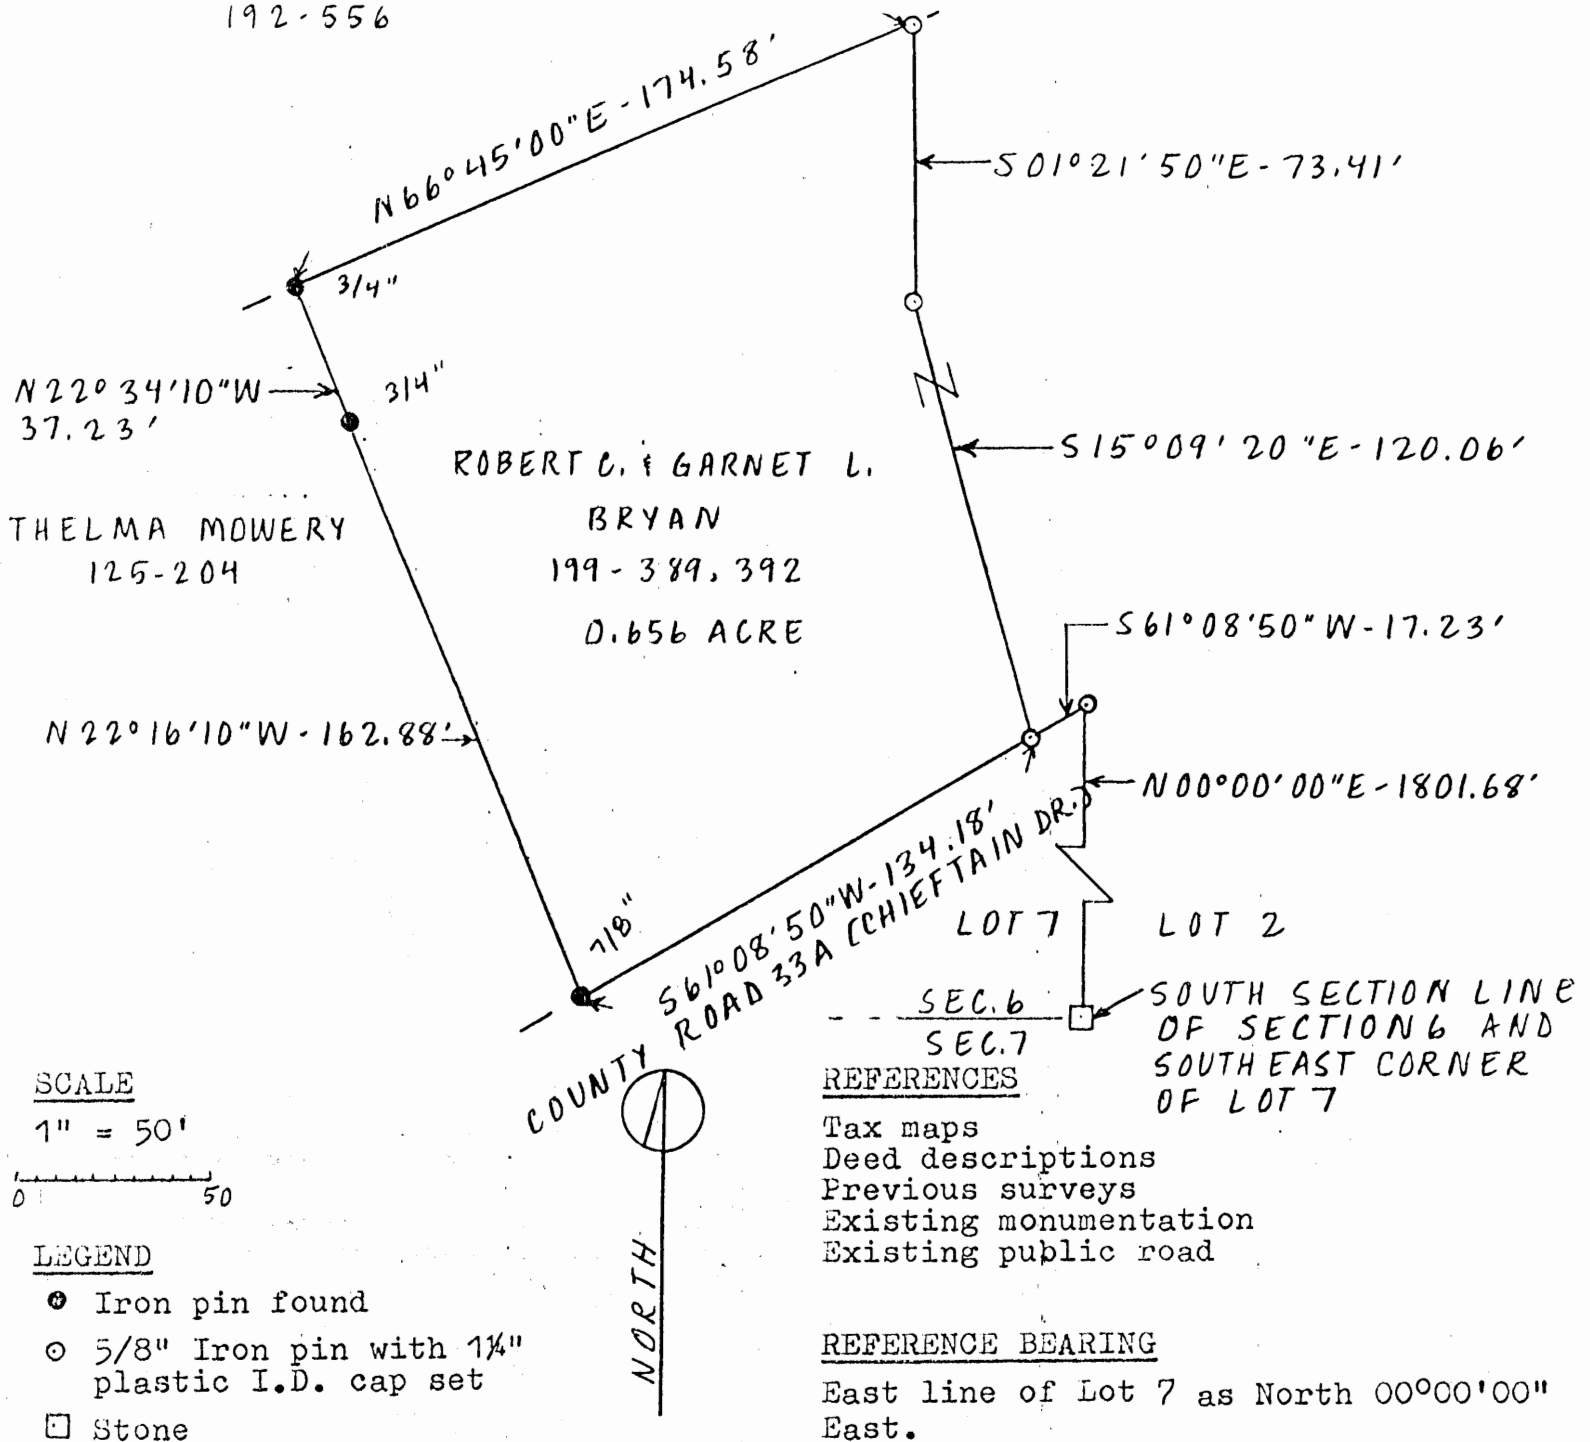 192-556
N66°45'00"E-174.58'
S01°21'50"E-73.41'
3/4"
N22°34'10"W
37.23'
3/4"
S15°09'20"E-120.06'
ROBERT C. & GARNET L.
BRYAN
199-389,392
0.656 ACRE
THELMA MOWERY
125-204
S61°08'50"W-17.23'
N22°16'10"W-162.88'
N00°00'00"E-1801.68'
7/8"
S61°08'50"W-134.18'
COUNTY ROAD 33A (CHIEFTAIN DR.)
LOT 7
LOT 2
SEC.6
SEC.7
SOUTH SECTION LINE
OF SECTION 6 AND
SOUTHEAST CORNER
OF LOT 7
SCALE
1" = 50'
0 50
LEGEND
Iron pin found
5/8" Iron pin with 1¼"
plastic I.D. cap set
Stone
NORTH
REFERENCES
Tax maps
Deed descriptions
Previous surveys
Existing monumentation
Existing public road
REFERENCE BEARING
East line of Lot 7 as North 00°00'00"
East.